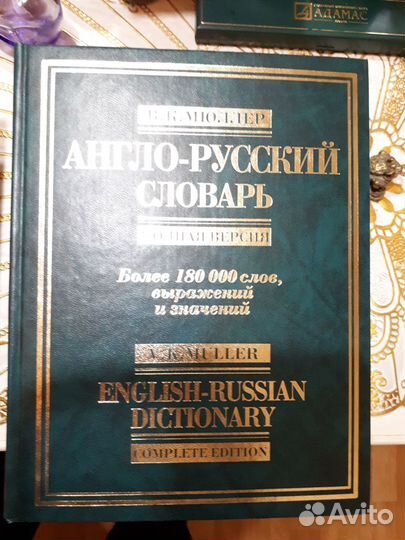 АДАМАС
В. К. МЮЛЛЕР
АНГЛО-РУССКИЙ
СЛОВАРЬ
ПОЛНАЯ ВЕРСИЯ
Более 180 000 слов,
выражений
и значений
V. K. MULLER
ENGLISH-RUSSIAN
DICTIONARY
COMPLETE EDITION
Avito